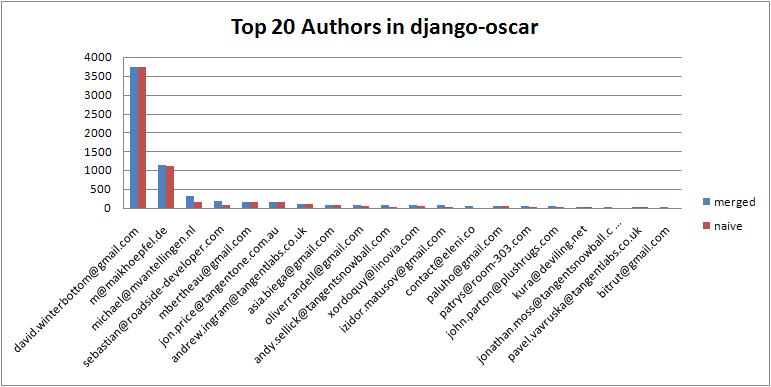 Top 20 Authors in django-oscar
4000
3500
3000
2500
2000
1500
1000
500
0
merged
naive
david.winterbottom@gmail.com
m@maikhoepfel.de
michael@mvantellingen.nl
sebastian@roadside-developer.com
mbertheau@gmail.com
jon.price@tangentone.com.au
andrew.ingram@tangentlabs.co.uk
asia.biega@gmail.com
oliverrandell@gmail.com
andy.sellick@tangentsnowball.com
xordoquy@linovia.com
izidor.matusov@gmail.com
contact@eleni.co
paluho@gmail.com
patrys@room-303.com
john.parton@plushrugs.com
kura@deviling.net
jonathan.moss@tangentsnowball.c ...
pavel.vavruska@tangentlabs.co.uk
bitrut@gmail.com